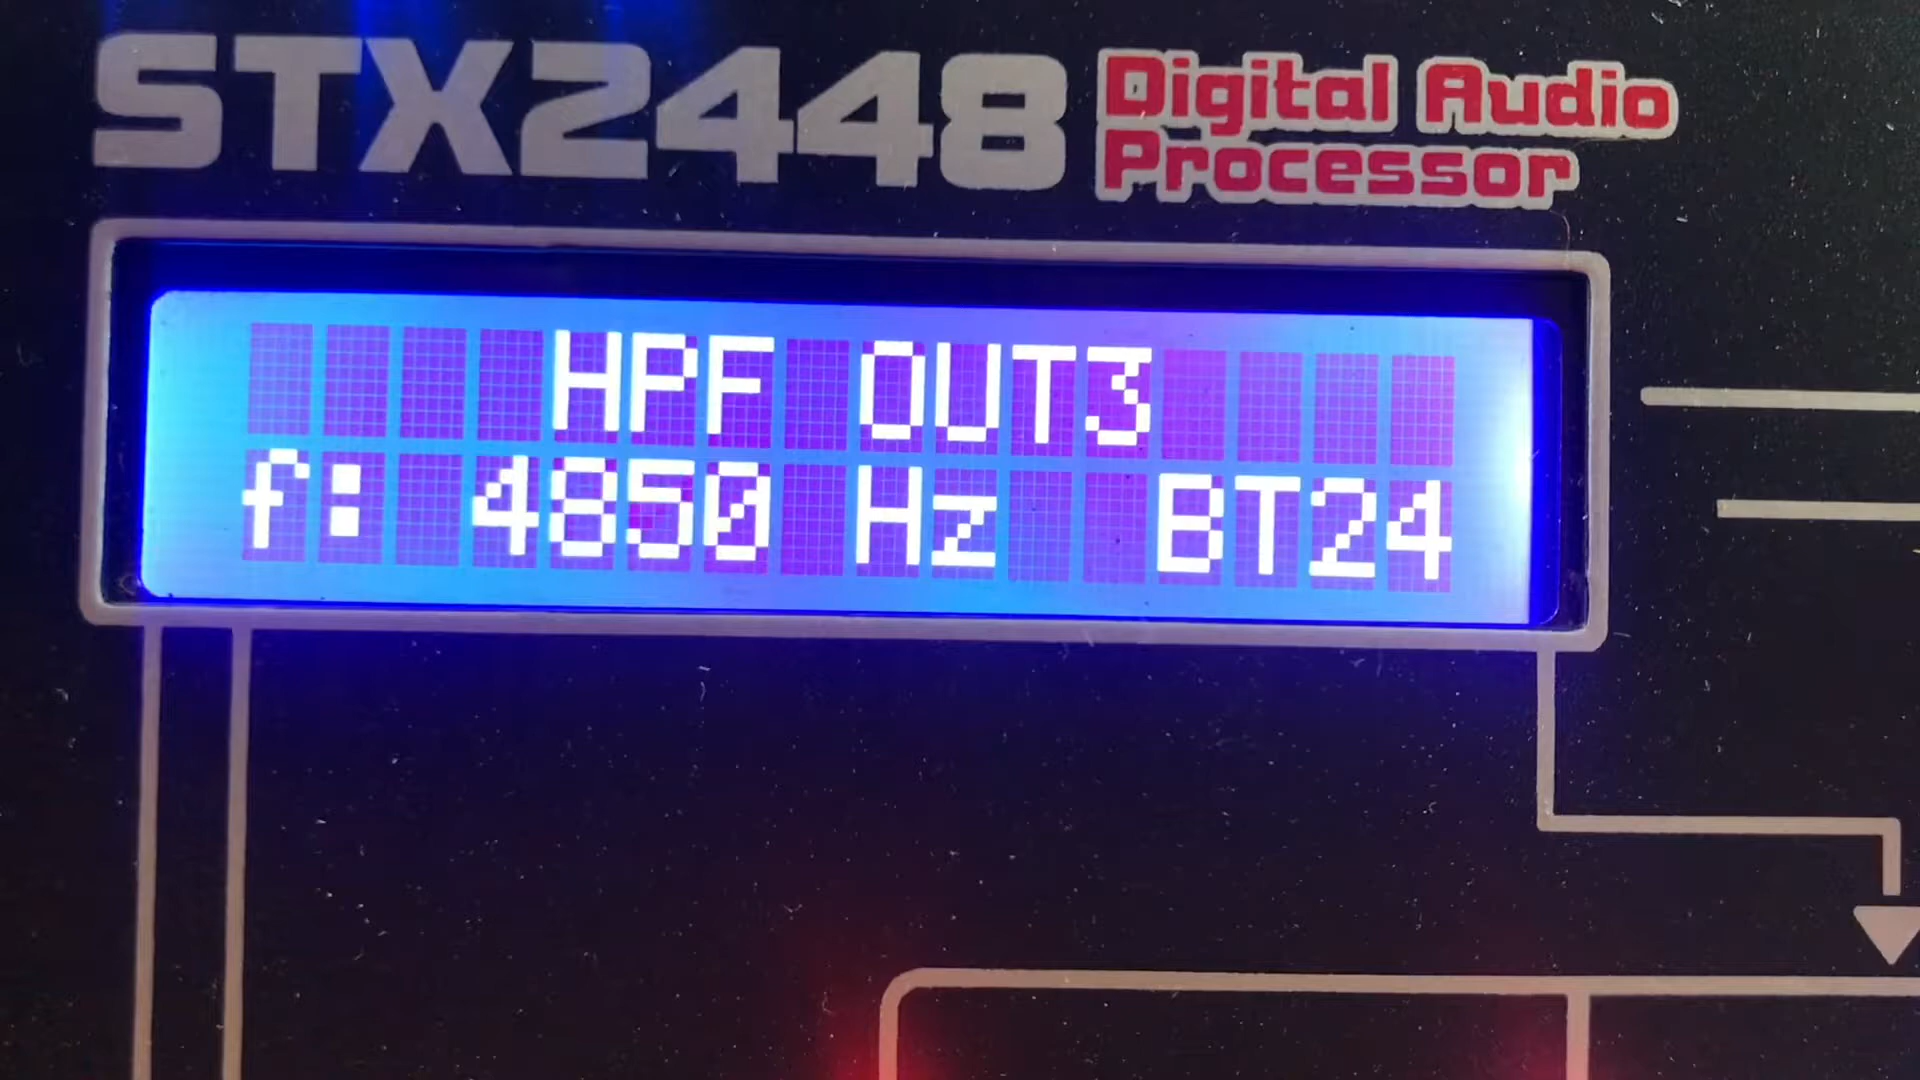 STX2448 Digital Audio
Processor
HPF OUT3
f: 4850 Hz BT24